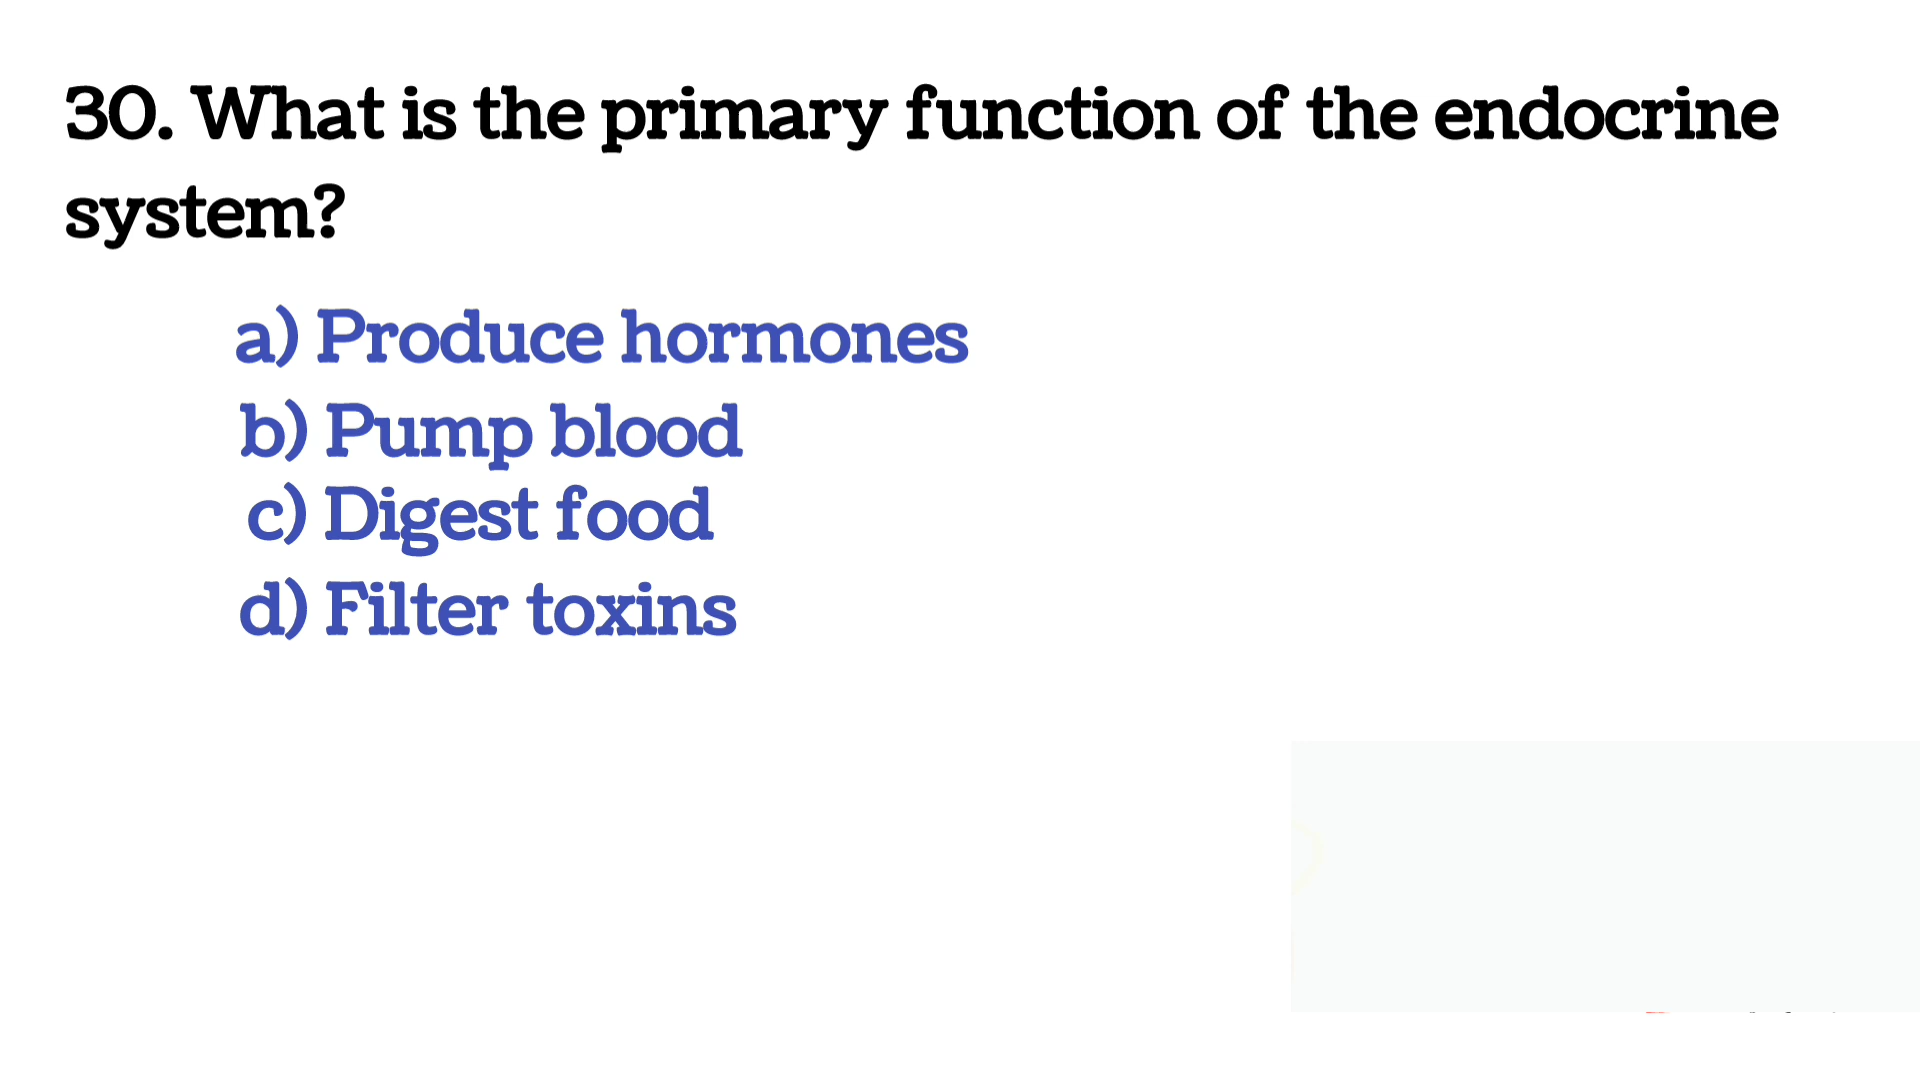 30. What is the primary function of the endocrine
system?
a) Produce hormones
b) Pump blood
c) Digest food
d) Filter toxins